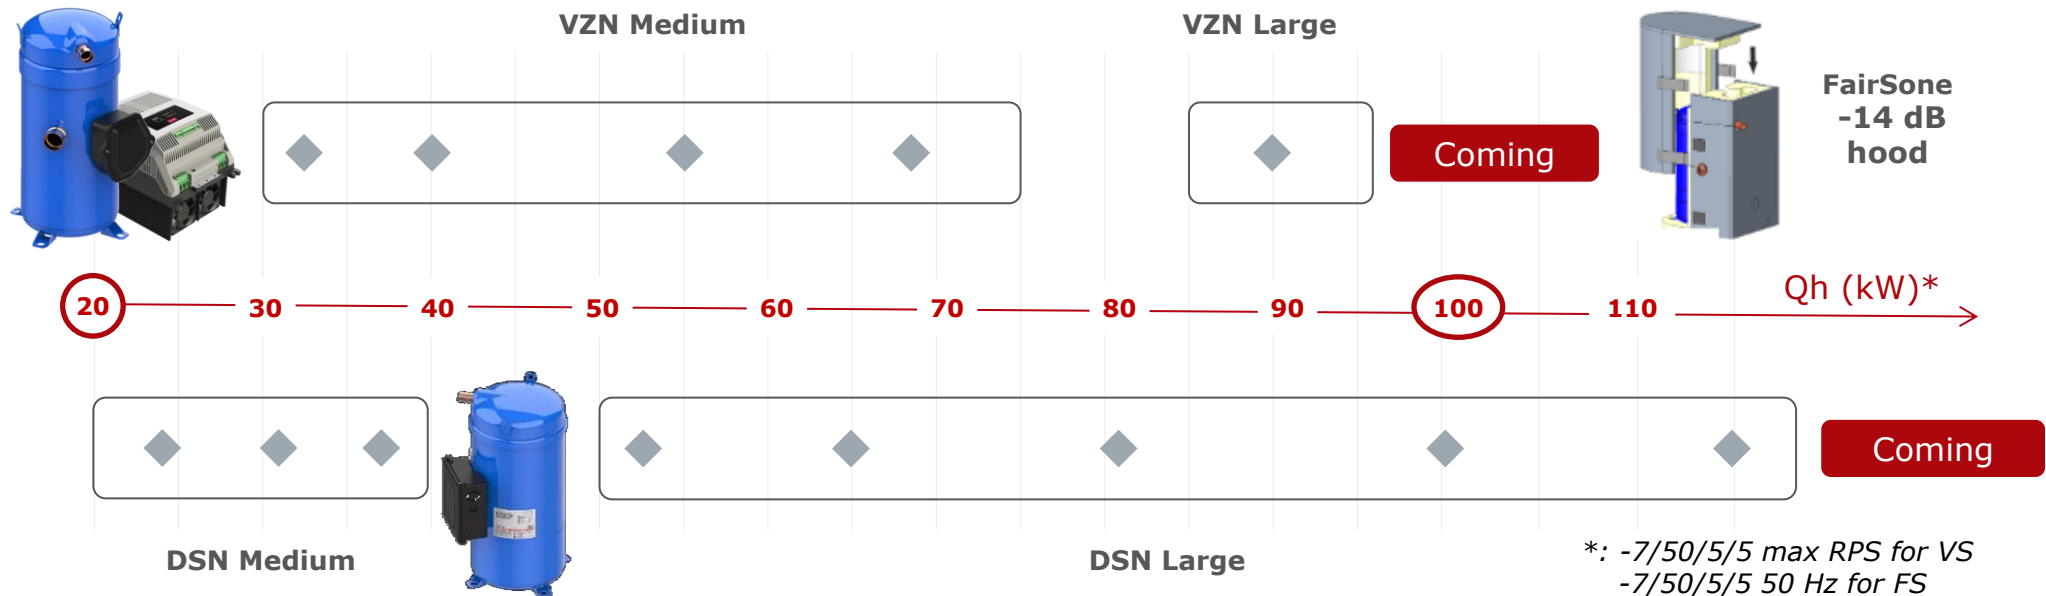 VZN Medium
VZN Large
FairSone
-14 dB
hood
Coming
20 30 40 50 60 70 80 90 100 110 Qh (kW)*
Coming
DSN Medium
DSN Large
*: -7/50/5/5 max RPS for VS
-7/50/5/5 50 Hz for FS